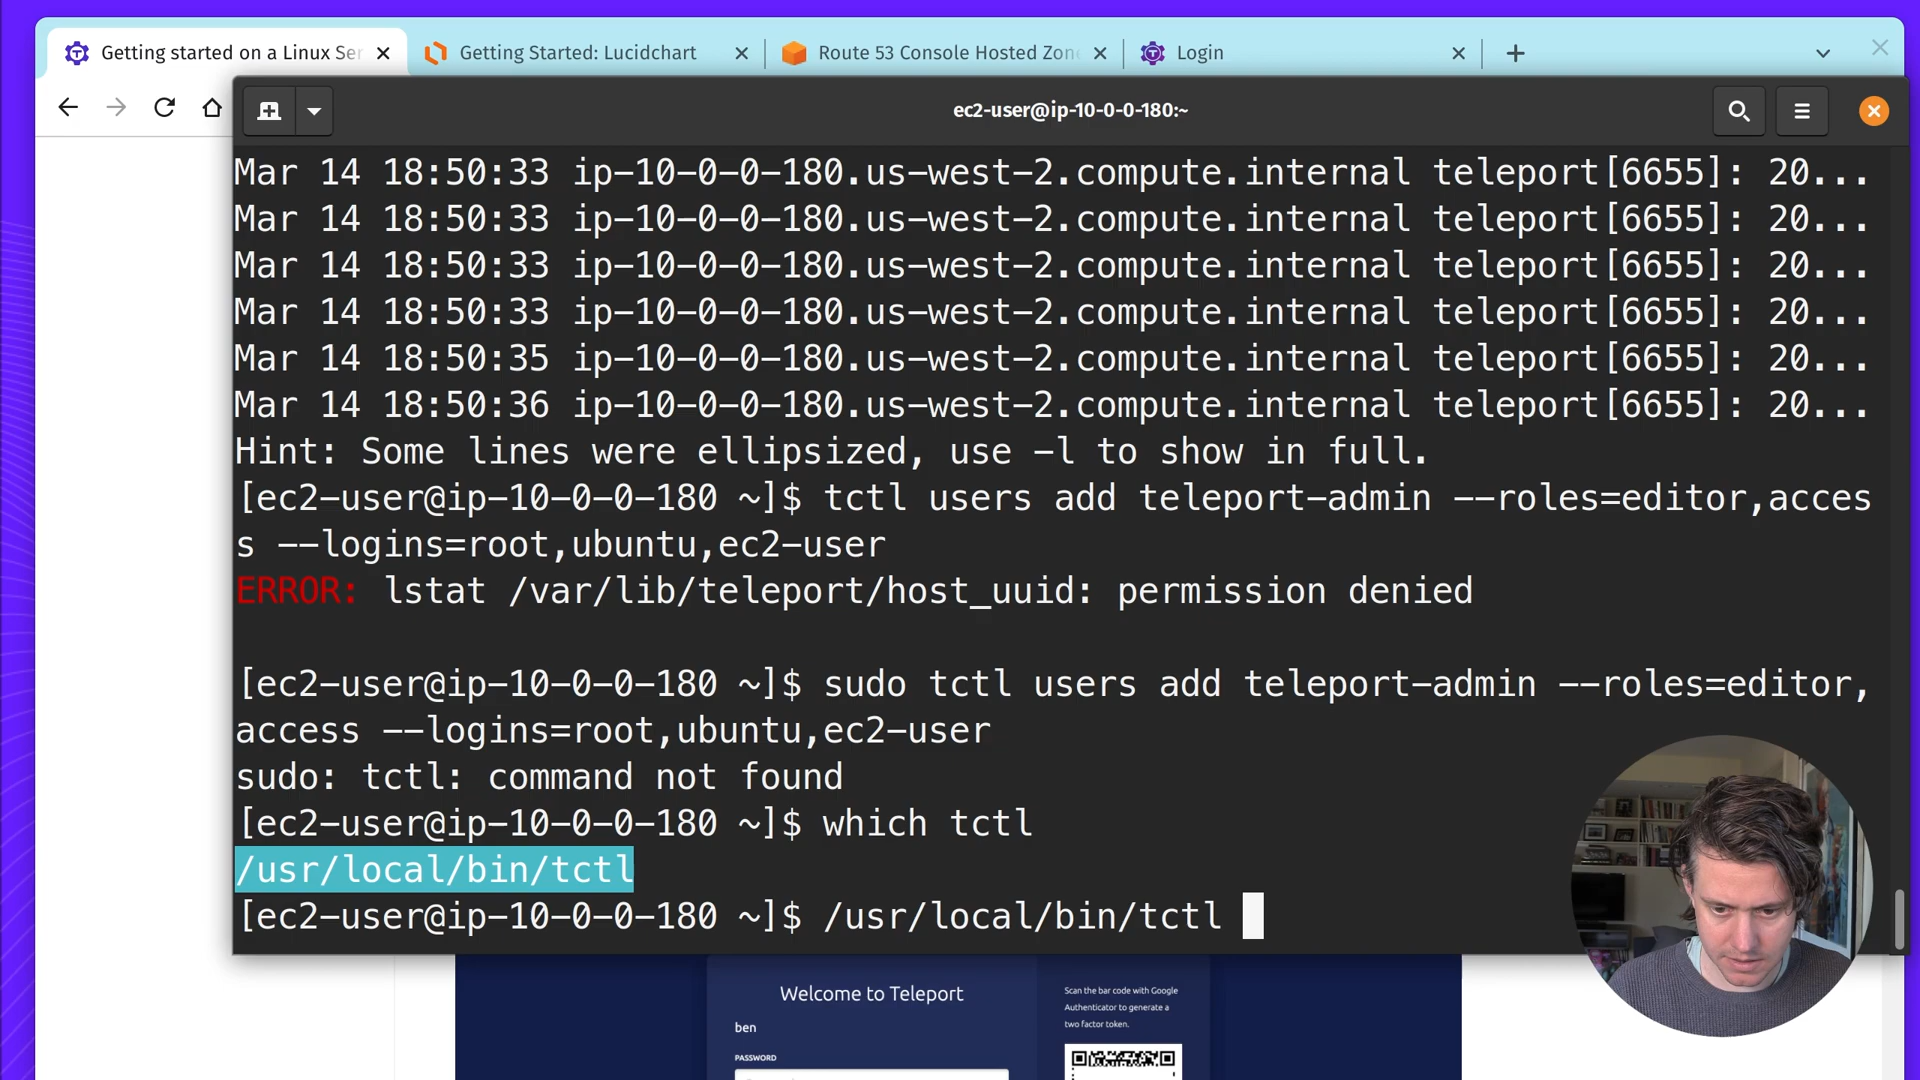 Getting started on a Linux Ser
Getting Started: Lucidchart
Route 53 Console Hosted Zon
Login
ec2-user@ip-10-0-0-180:~
Mar 14 18:50:33 ip-10-0-0-180.us-west-2.compute.internal teleport[6655]: 20...
Mar 14 18:50:33 ip-10-0-0-180.us-west-2.compute.internal teleport[6655]: 20...
Mar 14 18:50:33 ip-10-0-0-180.us-west-2.compute.internal teleport[6655]: 20...
Mar 14 18:50:33 ip-10-0-0-180.us-west-2.compute.internal teleport[6655]: 20...
Mar 14 18:50:35 ip-10-0-0-180.us-west-2.compute.internal teleport[6655]: 20...
Mar 14 18:50:36 ip-10-0-0-180.us-west-2.compute.internal teleport[6655]: 20...
Hint: Some lines were ellipsized, use -l to show in full.
[ec2-user@ip-10-0-0-180 ~]$ tctl users add teleport-admin --roles=editor,acces
s --logins=root,ubuntu,ec2-user
ERROR: lstat /var/lib/teleport/host_uuid: permission denied
[ec2-user@ip-10-0-0-180 ~]$ sudo tctl users add teleport-admin --roles=editor,
access --logins=root,ubuntu,ec2-user
sudo: tctl: command not found
[ec2-user@ip-10-0-0-180 ~]$ which tctl
/usr/local/bin/tctl
[ec2-user@ip-10-0-0-180 ~]$ /usr/local/bin/tctl
Welcome to Teleport
ben
PASSWORD
Scan the bar code with Google
Authenticator to generate a
two factor token.